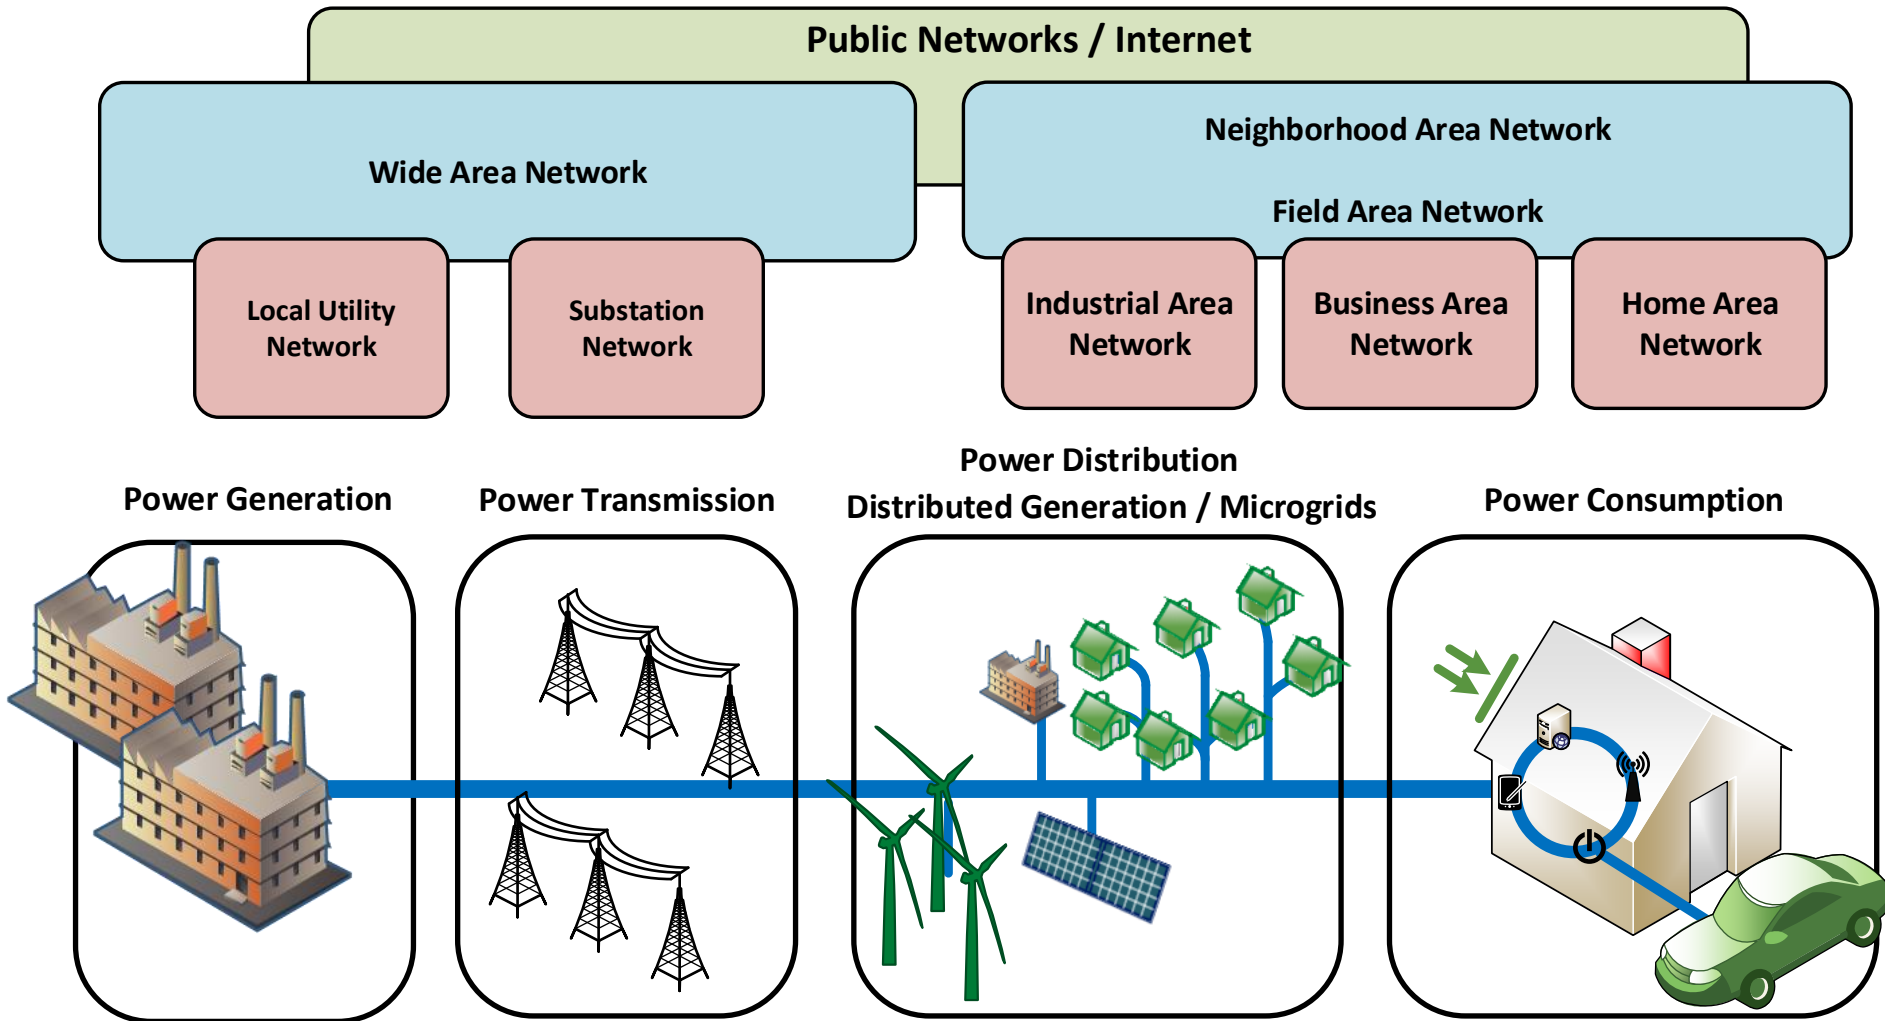 Public Networks / Internet
Wide Area Network
Neighborhood Area Network
Field Area Network
Local Utility
Network
Substation
Network
Industrial Area
Network
Business Area
Network
Home Area
Network
Power Generation
Power Transmission
Power Distribution
Distributed Generation / Microgrids
Power Consumption